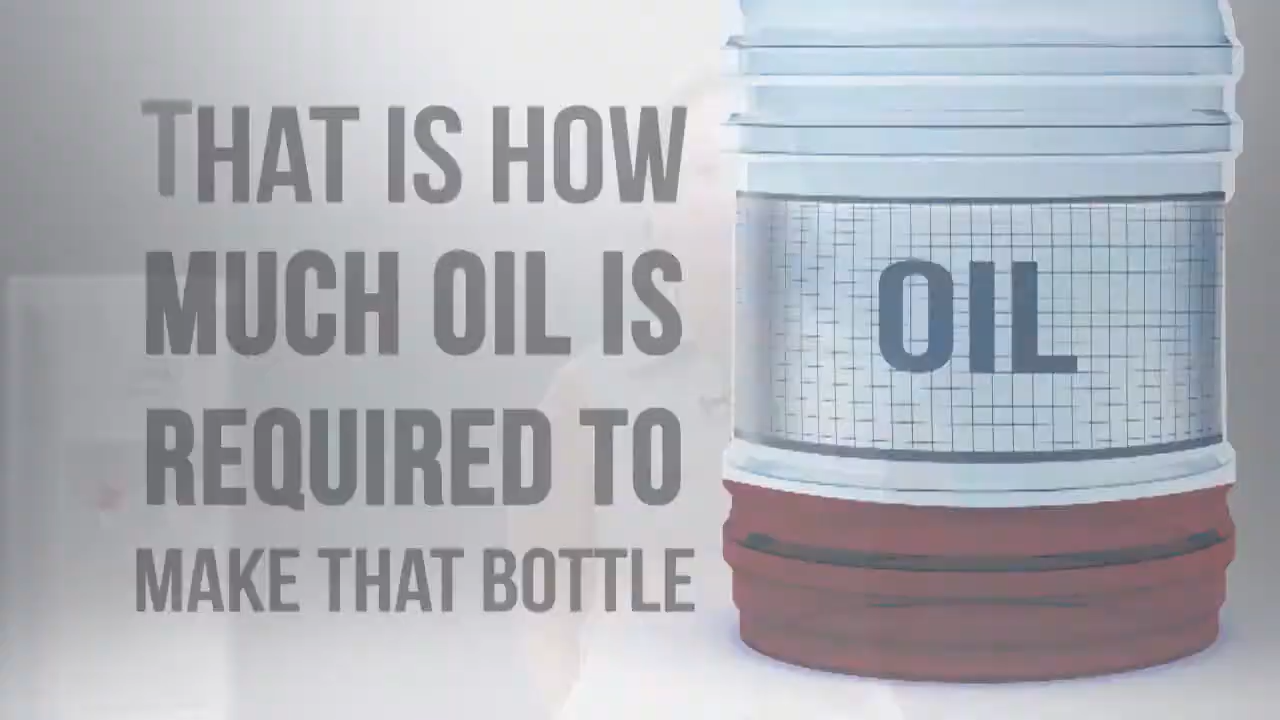 THAT IS HOW
MUCH OIL IS
REQUIRED TO
MAKE THAT BOTTLE
OIL